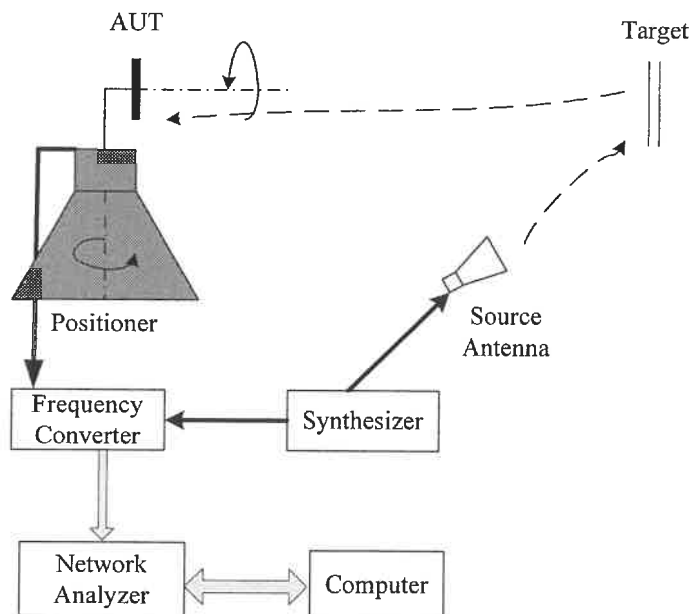 AUT
Target
Positioner
Source
Antenna
Frequency
Converter
Synthesizer
Network
Analyzer
Computer